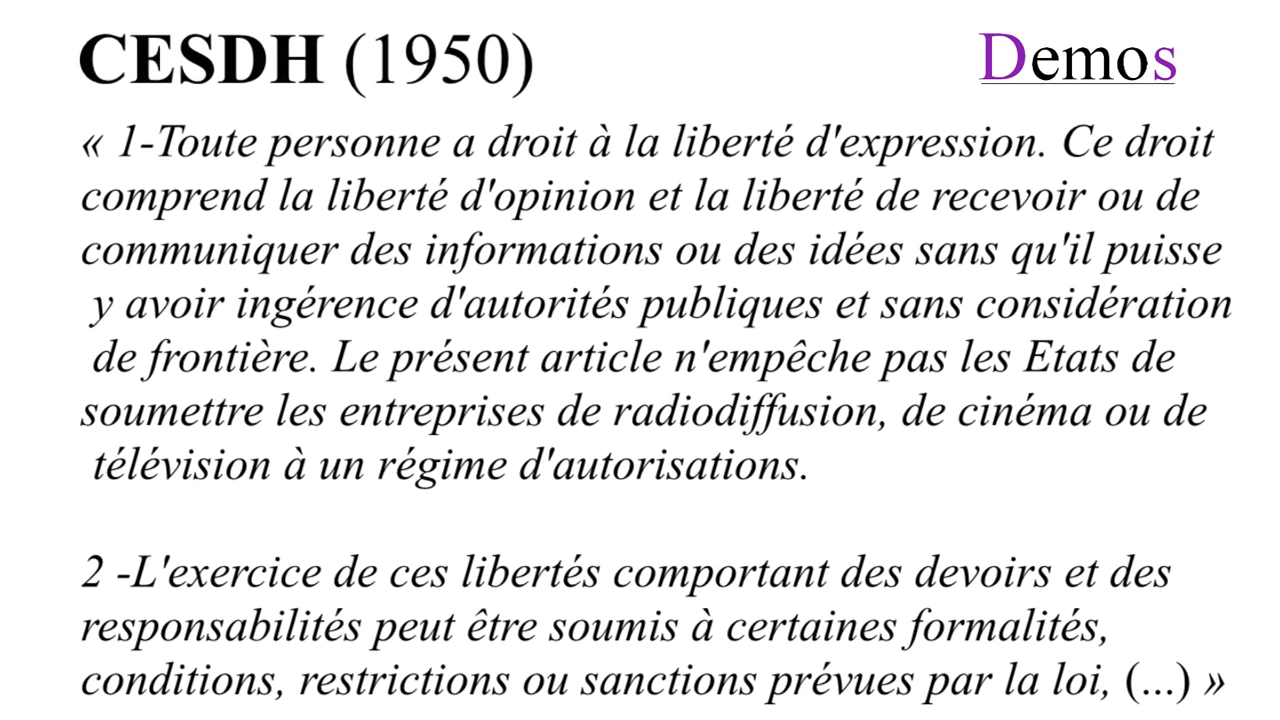 CESDH (1950)
Demos
« 1-Toute personne a droit à la liberté d'expression. Ce droit
comprend la liberté d'opinion et la liberté de recevoir ou de
communiquer des informations ou des idées sans qu'il puisse
y avoir ingérence d'autorités publiques et sans considération
de frontière. Le présent article n'empêche pas les Etats de
soumettre les entreprises de radiodiffusion, de cinéma ou de
télévision à un régime d'autorisations.
2 -L'exercice de ces libertés comportant des devoirs et des
responsabilités peut être soumis à certaines formalités,
conditions, restrictions ou sanctions prévues par la loi, (...) »